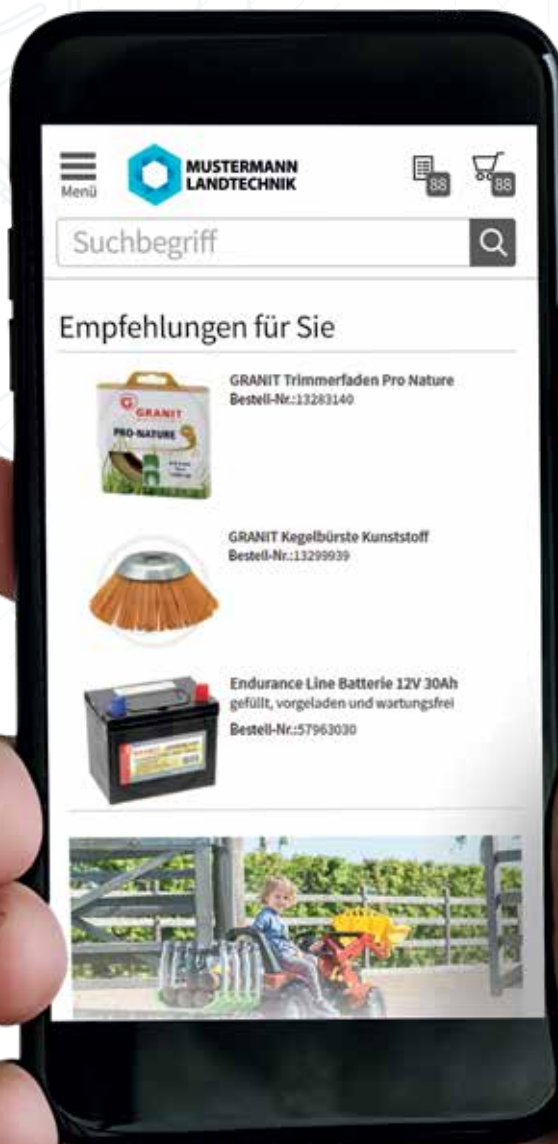 Menü
MUSTERMANN
LANDTECHNIK
88
88
Suchbegriff
Empfehlungen für Sie
GRANIT
PRO-NATURE
GRANIT Trimmerfaden Pro Nature
Bestell-Nr.:13283140
GRANIT Kegelbürste Kunststoff
Bestell-Nr.:13299939
Endurance Line Batterie 12V 30Ah
gefüllt, vorgeladen und wartungsfrei
Bestell-Nr.:57963030